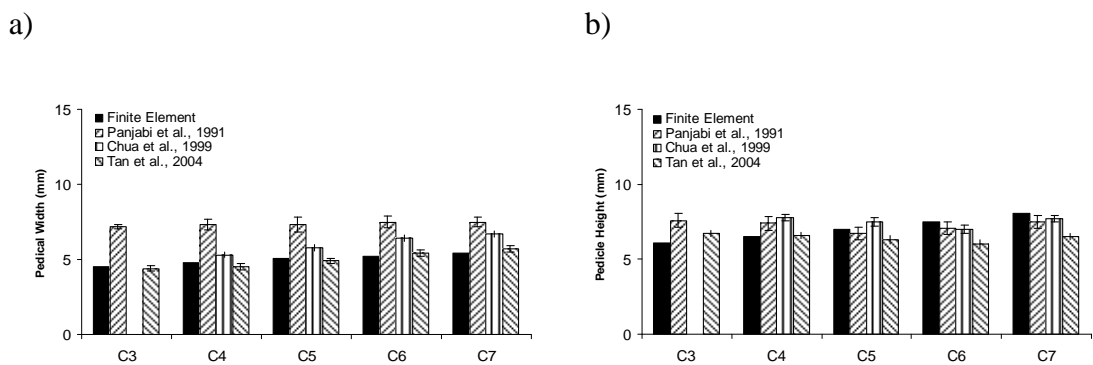 a)
15
10
5
0
Pedical Width (mm)
Finite Element
Panjabi et al., 1991
Chua et al., 1999
Tan et al., 2004
C3 C4 C5 C6 C7
b)
15
10
5
0
Pedicle Height (mm)
Finite Element
Panjabi et al., 1991
Chua et al., 1999
Tan et al., 2004
C3 C4 C5 C6 C7